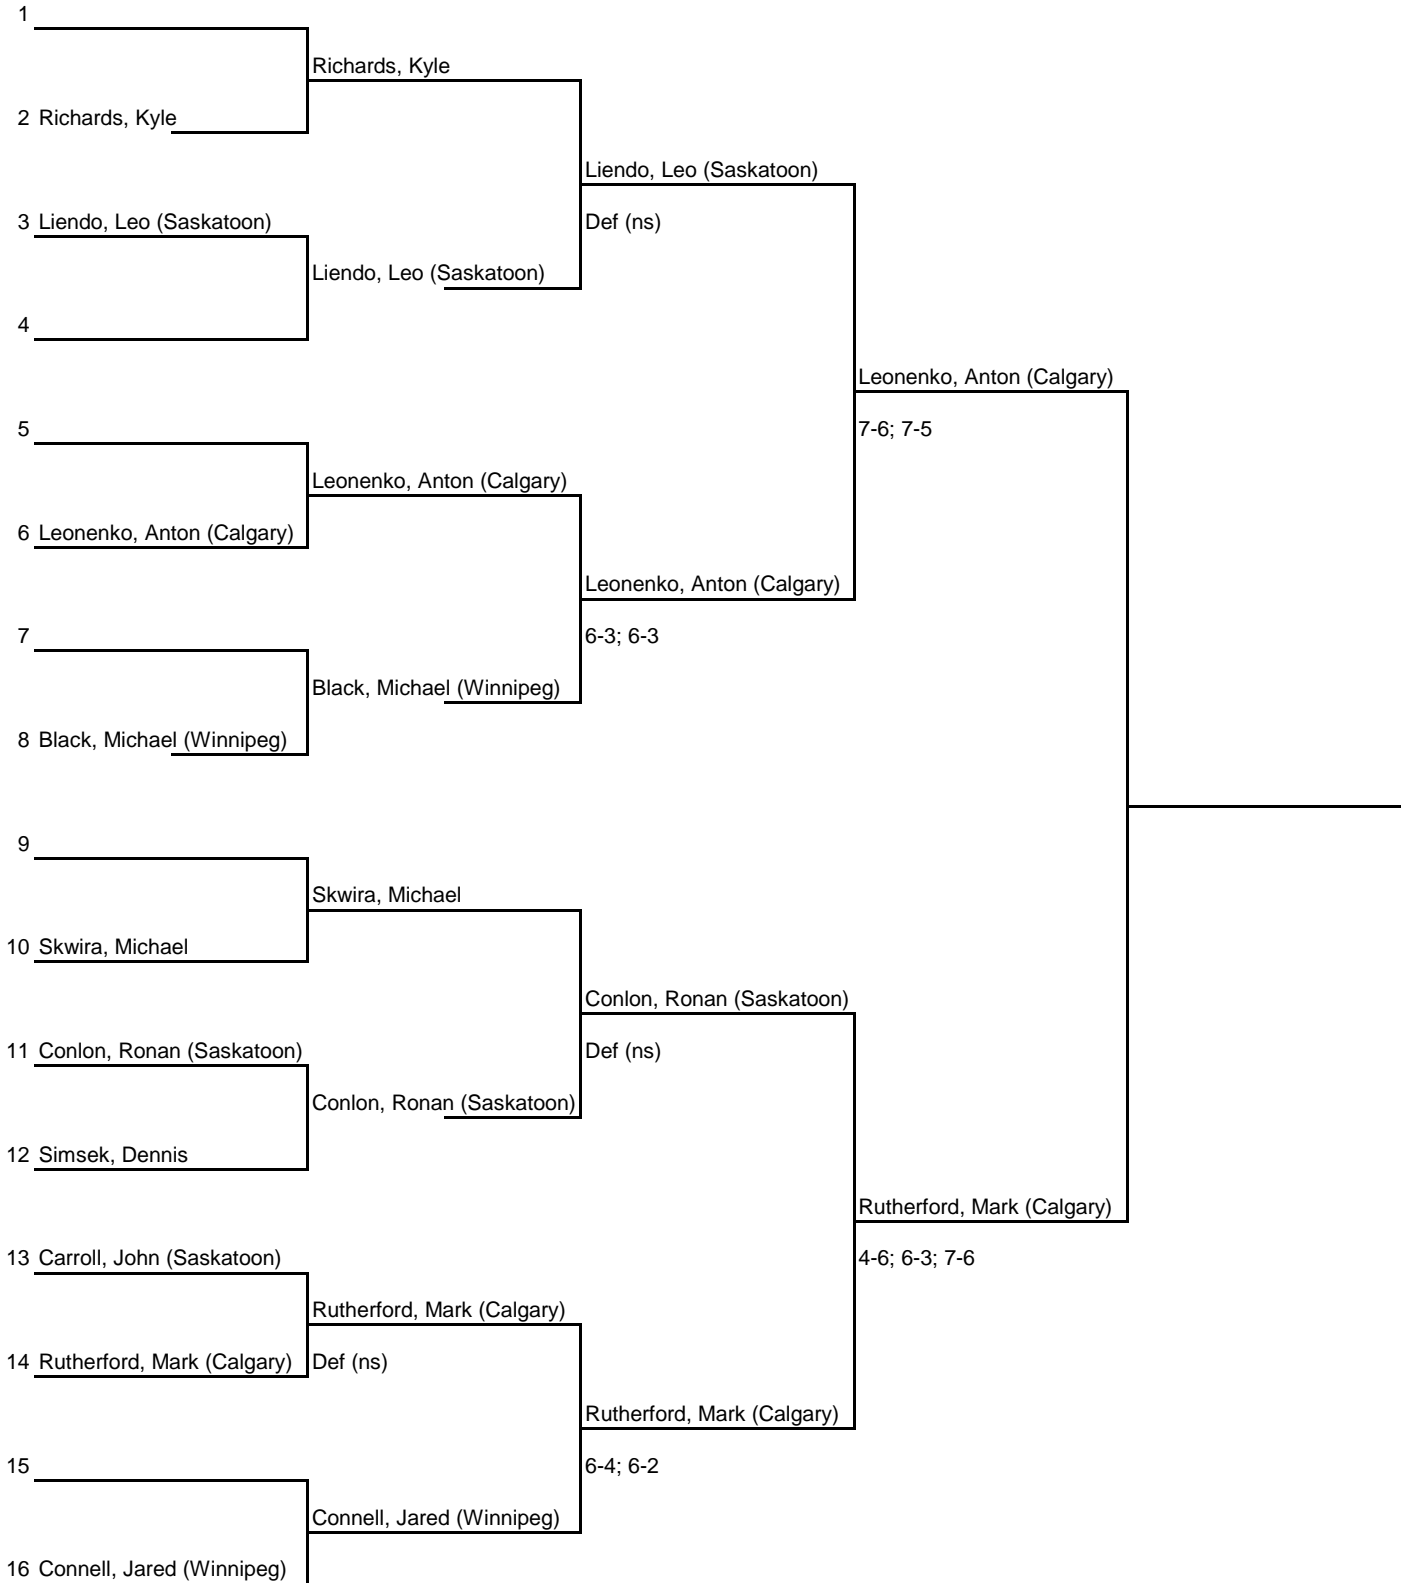 1
Richards, Kyle
2 Richards, Kyle
Liendo, Leo (Saskatoon)
3 Liendo, Leo (Saskatoon)
Def (ns)
Liendo, Leo (Saskatoon)
4
Leonenko, Anton (Calgary)
5
7-6; 7-5
Leonenko, Anton (Calgary)
6 Leonenko, Anton (Calgary)
Leonenko, Anton (Calgary)
7
6-3; 6-3
Black, Michael (Winnipeg)
8 Black, Michael (Winnipeg)
9
Skwira, Michael
10 Skwira, Michael
Conlon, Ronan (Saskatoon)
11 Conlon, Ronan (Saskatoon)
Def (ns)
Conlon, Ronan (Saskatoon)
12 Simsek, Dennis
Rutherford, Mark (Calgary)
13 Carroll, John (Saskatoon)
4-6; 6-3; 7-6
Rutherford, Mark (Calgary)
14 Rutherford, Mark (Calgary)
Def (ns)
Rutherford, Mark (Calgary)
15
6-4; 6-2
Connell, Jared (Winnipeg)
16 Connell, Jared (Winnipeg)